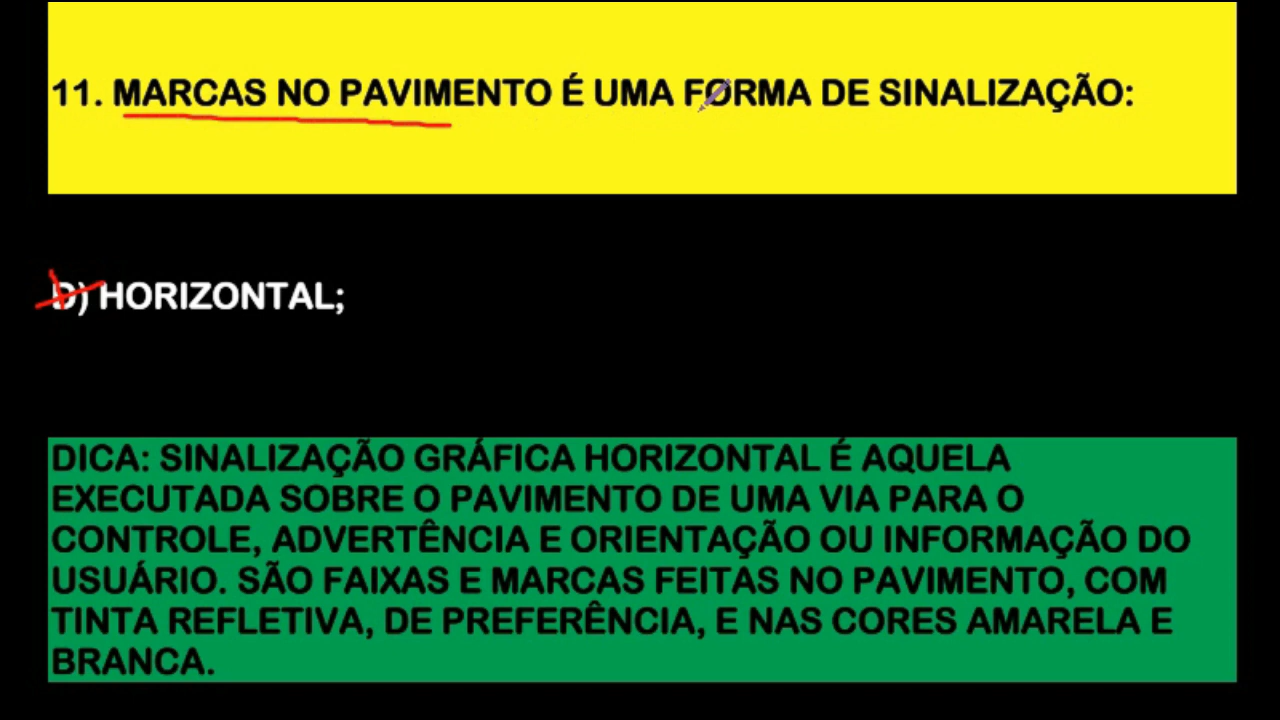 11. MARCAS NO PAVIMENTO É UMA FORMA DE SINALIZAÇÃO:
D) HORIZONTAL;
DICA: SINALIZAÇÃO GRÁFICA HORIZONTAL É AQUELA
EXECUTADA SOBRE O PAVIMENTO DE UMA VIA PARA O
CONTROLE, ADVERTÊNCIA E ORIENTAÇÃO OU INFORMAÇÃO DO
USUÁRIO. SÃO FAIXAS E MARCAS FEITAS NO PAVIMENTO, COM
TINTA REFLETIVA, DE PREFERÊNCIA, E NAS CORES AMARELA E
BRANCA.